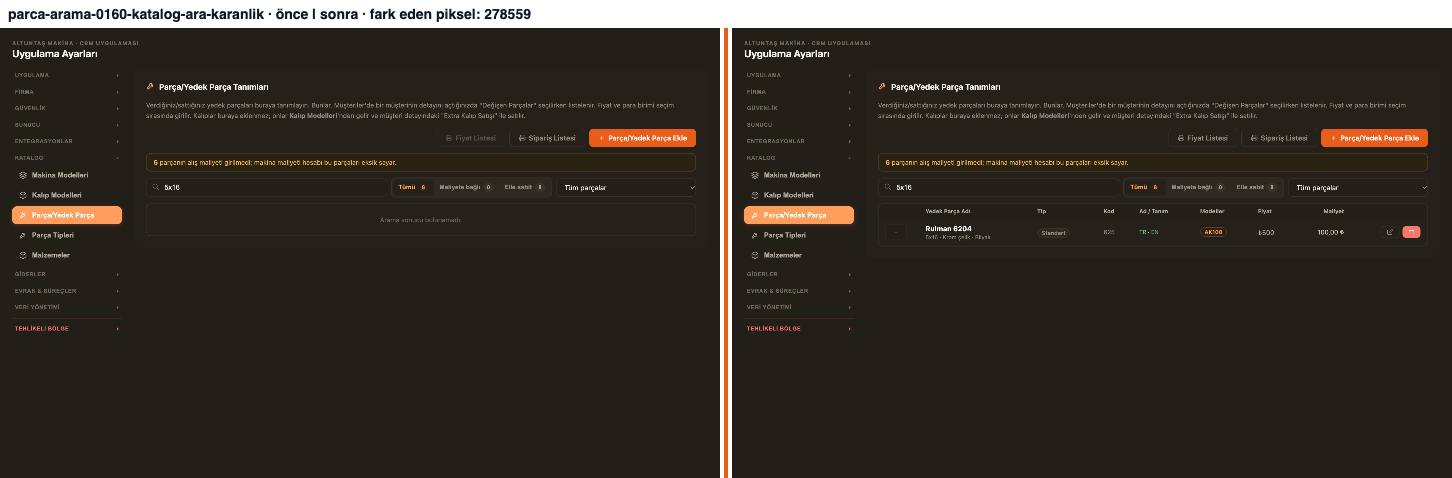 parca-arama-0160-katalog-ara-karanlik · önce | sonra · fark eden piksel: 278559
ALTUNTAŞ MAKİNA · CRM UYGULAMASI
Uygulama Ayarları
UYGULAMA
FİRMA
GÜVENLİK
SUNUCU
ENTEGRASYONLAR
KATALOG
Makina Modelleri
Kalıp Modelleri
Parça/Yedek Parça
Parça Tipleri
Malzemeler
GİDERLER
EVRAK & SÜREÇLER
VERİ YÖNETİMİ
TEHLİKELİ BÖLGE
Parça/Yedek Parça Tanımları
Verdiğiniz/sattığınız yedek parçaları buraya tanımlayın. Bunlar, Müşteriler'de bir müşterinin detayını açtığınızda "Değişen Parçalar" seçilirken listelenir. Fiyat ve para birimi seçim
sırasında girilir. Kalıplar buraya eklenmez; onlar Kalıp Modelleri'nden gelir ve müşteri detayındaki "Extra Kalıp Satışı" ile satılır.
Fiyat Listesi Sipariş Listesi + Parça/Yedek Parça Ekle
6 parçanın alış maliyeti girilmedi; makina maliyeti hesabı bu parçaları eksik sayar.
5x16 Tümü 8 Maliyete bağlı 0 Elle sabit 8 Tüm parçalar
Arama sonucu bulunamadı
ALTUNTAŞ MAKİNA · CRM UYGULAMASI
Uygulama Ayarları
UYGULAMA
FİRMA
GÜVENLİK
SUNUCU
ENTEGRASYONLAR
KATALOG
Makina Modelleri
Kalıp Modelleri
Parça/Yedek Parça
Parça Tipleri
Malzemeler
GİDERLER
EVRAK & SÜREÇLER
VERİ YÖNETİMİ
TEHLİKELİ BÖLGE
Parça/Yedek Parça Tanımları
Verdiğiniz/sattığınız yedek parçaları buraya tanımlayın. Bunlar, Müşteriler'de bir müşterinin detayını açtığınızda "Değişen Parçalar" seçilirken listelenir. Fiyat ve para birimi seçim
sırasında girilir. Kalıplar buraya eklenmez; onlar Kalıp Modelleri'nden gelir ve müşteri detayındaki "Extra Kalıp Satışı" ile satılır.
Fiyat Listesi Sipariş Listesi + Parça/Yedek Parça Ekle
6 parçanın alış maliyeti girilmedi; makina maliyeti hesabı bu parçaları eksik sayar.
5x16 Tümü 8 Maliyete bağlı 0 Elle sabit 8 Tüm parçalar
Yedek Parça Adı Tip Kod Ad / Tanım Modeller Fiyat Maliyet
Rulman 6204 Standart 625 TR · EN AK100 ₺500 100,00 ₺
5x16 · Krom çelik · Bilyalı